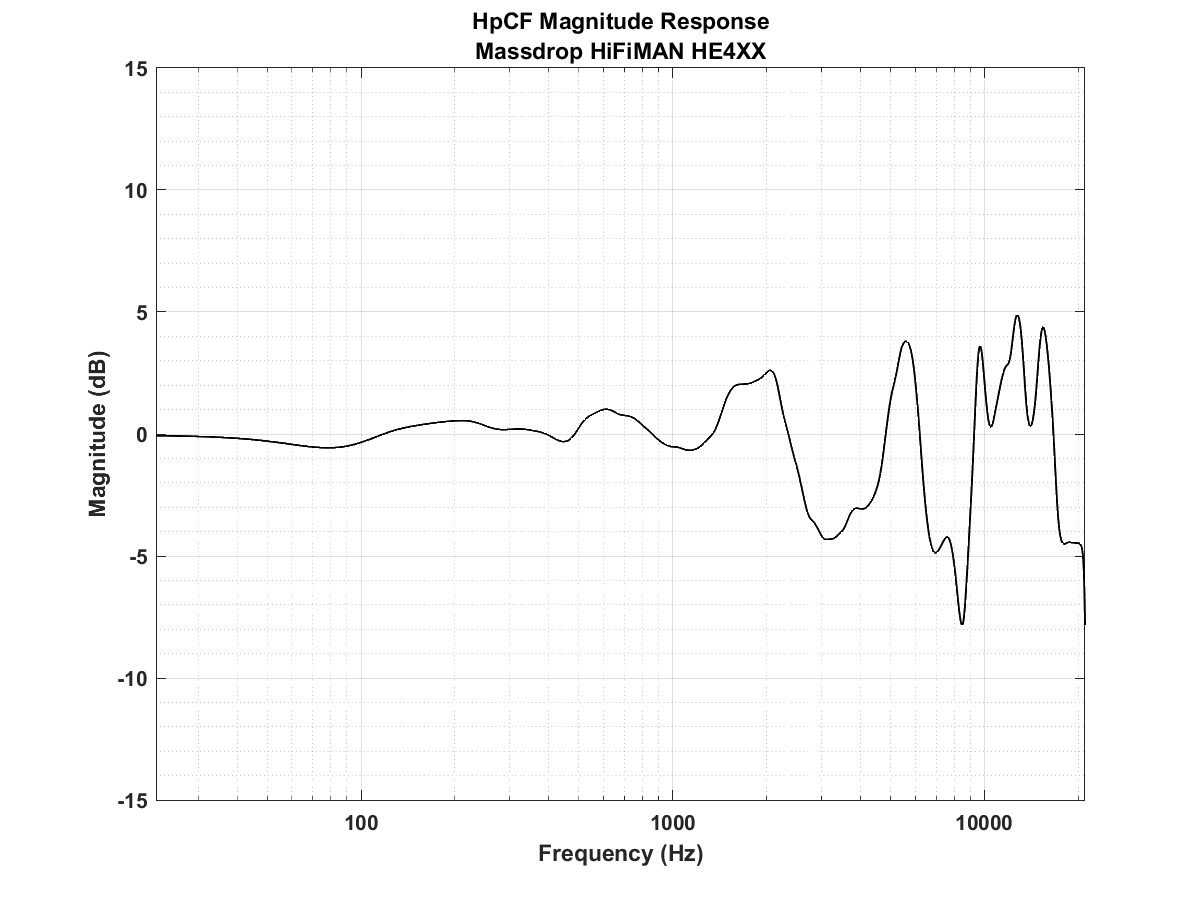 HpCF Magnitude Response
Massdrop HiFiMAN HE4XX
15
10
5
0
-5
-10
-15
Magnitude (dB)
100
1000
10000
Frequency (Hz)